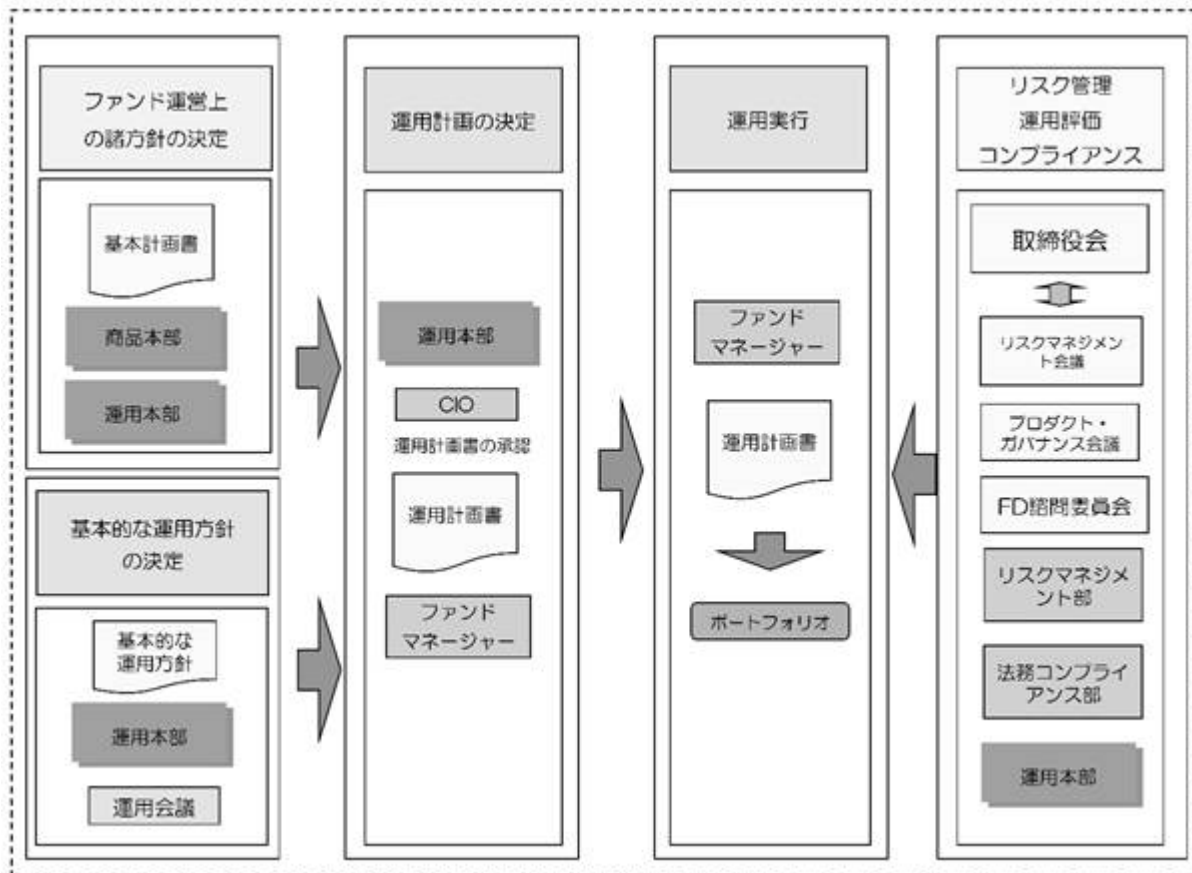 ファンド運営上
の諸方針の決定
基本計画書
商品本部
運用本部
基本的な運用方針
の決定
基本的な
運用方針
運用本部
運用会議
運用計画の決定
運用本部
CIO
運用計画書の承認
運用計画書
ファンド
マネージャー
運用実行
ファンド
マネージャー
運用計画書
ポートフォリオ
リスク管理
運用評価
コンプライアンス
取締役会
リスクマネジメン
ト会議
プロダクト・
ガバナンス会議
FD諮問委員会
リスクマネジメ
ント部
法務コンプライ
アンス部
運用本部